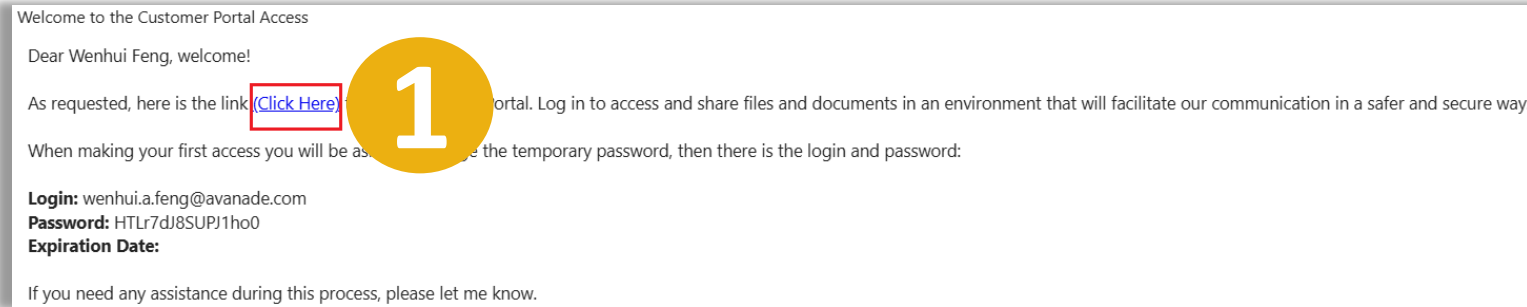 Welcome to the Customer Portal Access
Dear Wenhui Feng, welcome!
As requested, here is the link (Click Here) ortal. Log in to access and share files and documents in an environment that will facilitate our communication in a safer and secure way
1
When making your first access you will be as e the temporary password, then there is the login and password:
Login: wenhui.a.feng@avanade.com
Password: HTLr7dJ8SUPJ1ho0
Expiration Date:
If you need any assistance during this process, please let me know.